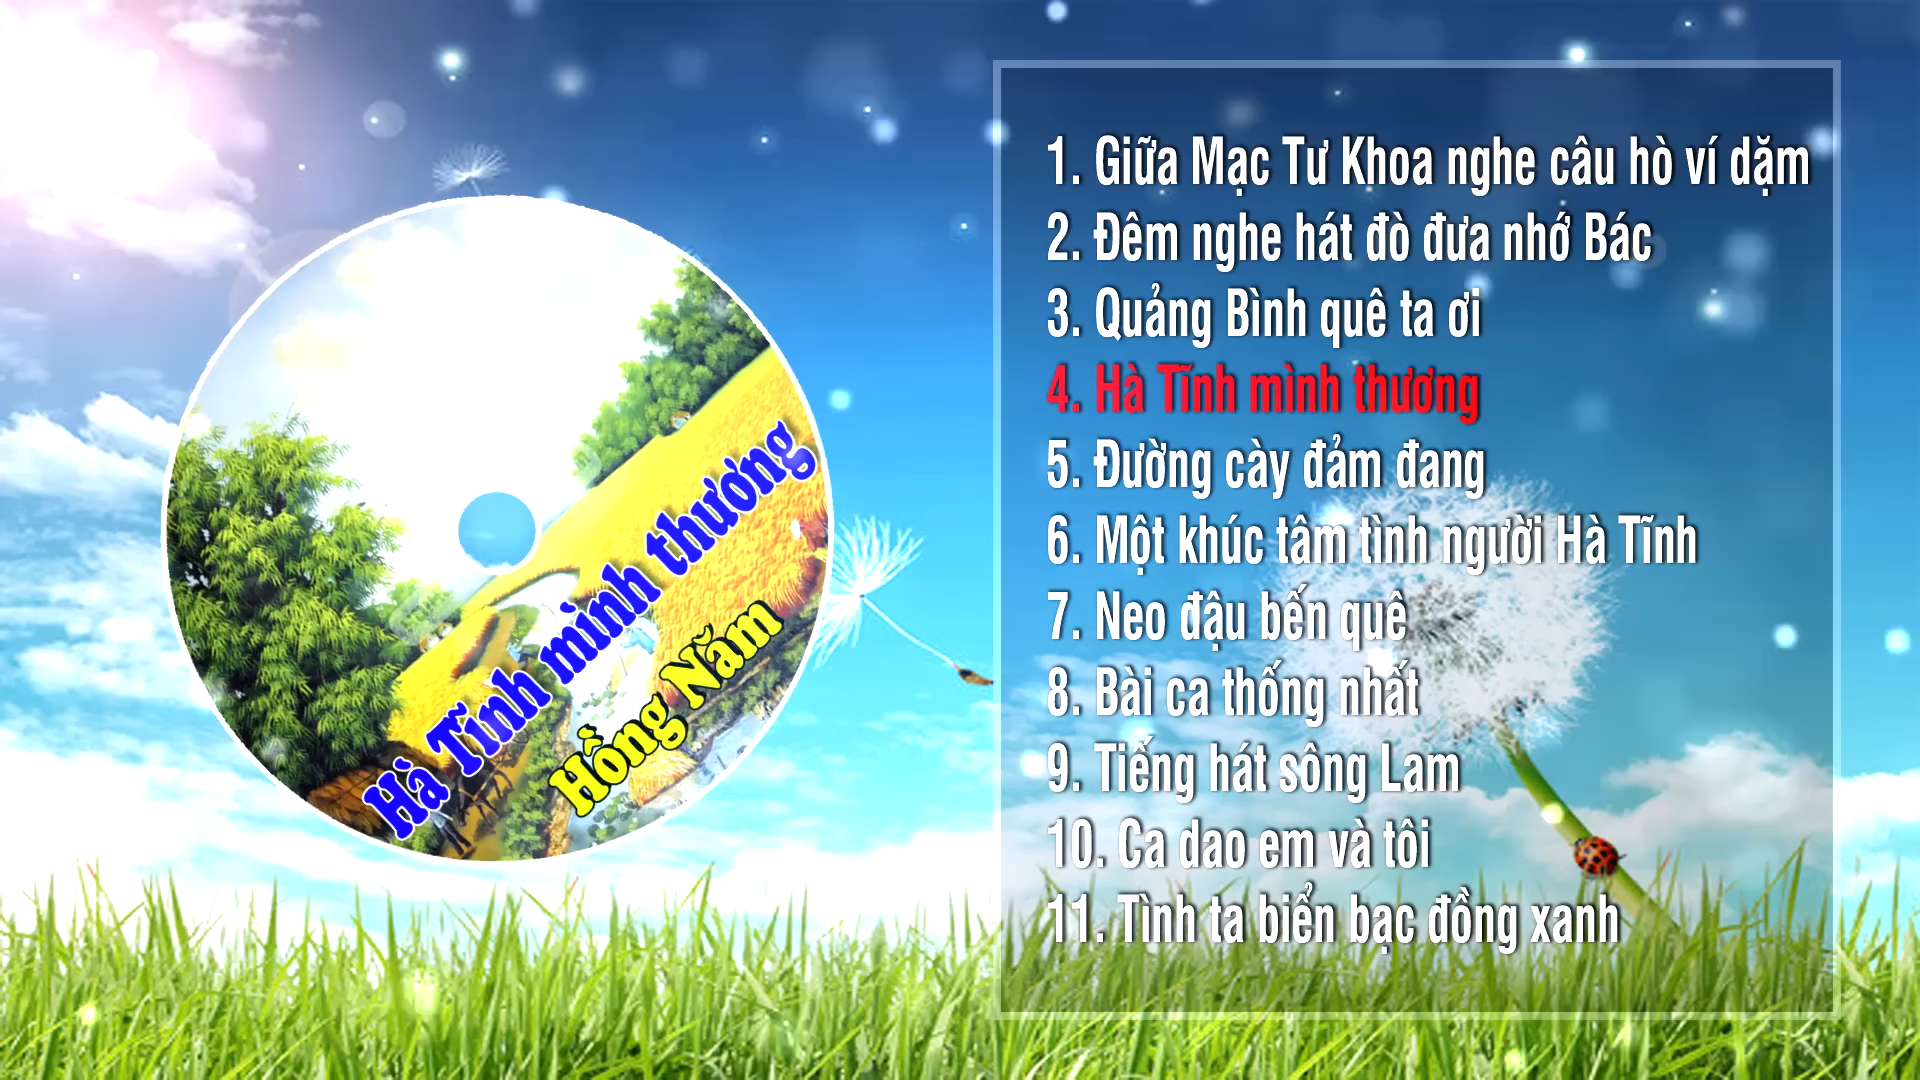 Hà Tĩnh mình thương
Hồng Năm
1. Giữa Mạc Tư Khoa nghe câu hò ví dặm
2. Đêm nghe hát đò đưa nhớ Bác
3. Quảng Bình quê ta ơi
4. Hà Tĩnh mình thương
5. Đường cày đảm đang
6. Một khúc tâm tình người Hà Tĩnh
7. Neo đậu bến quê
8. Bài ca thống nhất
9. Tiếng hát sông Lam
10. Ca dao em và tôi
11. Tình ta biển bạc đồng xanh